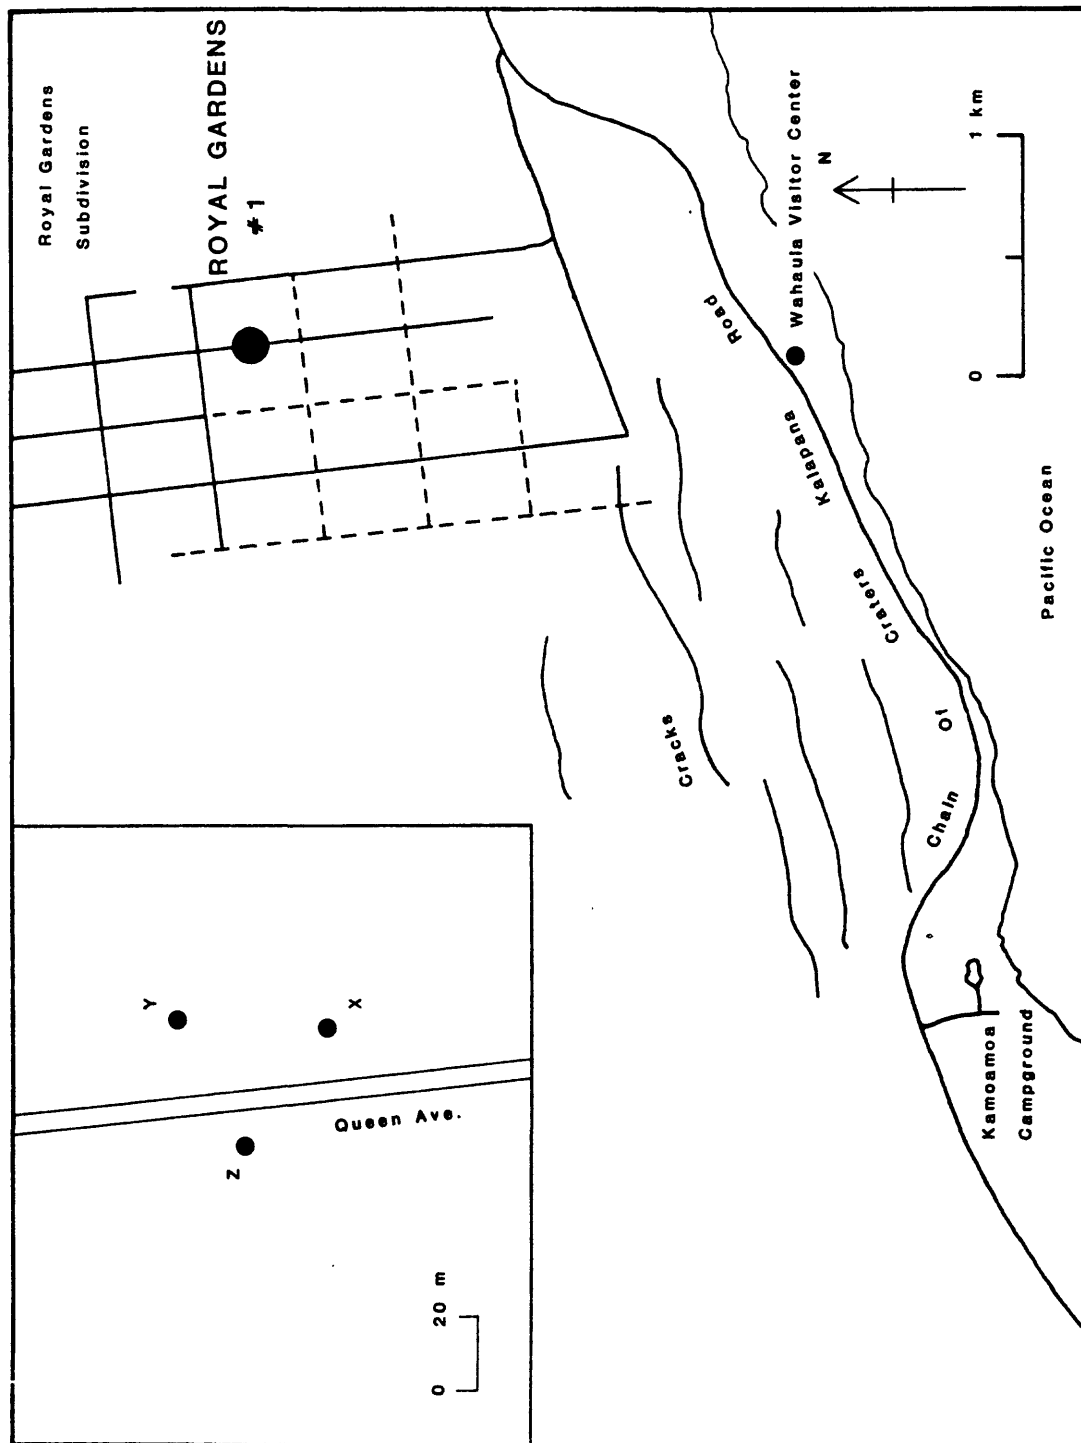 Royal Gardens
Subdivision
ROYAL GARDENS
#1
Y
X
Z
Queen Ave.
0 20 m
Cracks
Chain Of Craters Kalapana Road
Wahaula Visitor Center
N
0 1 km
Kamoamoa
Campground
Pacific Ocean